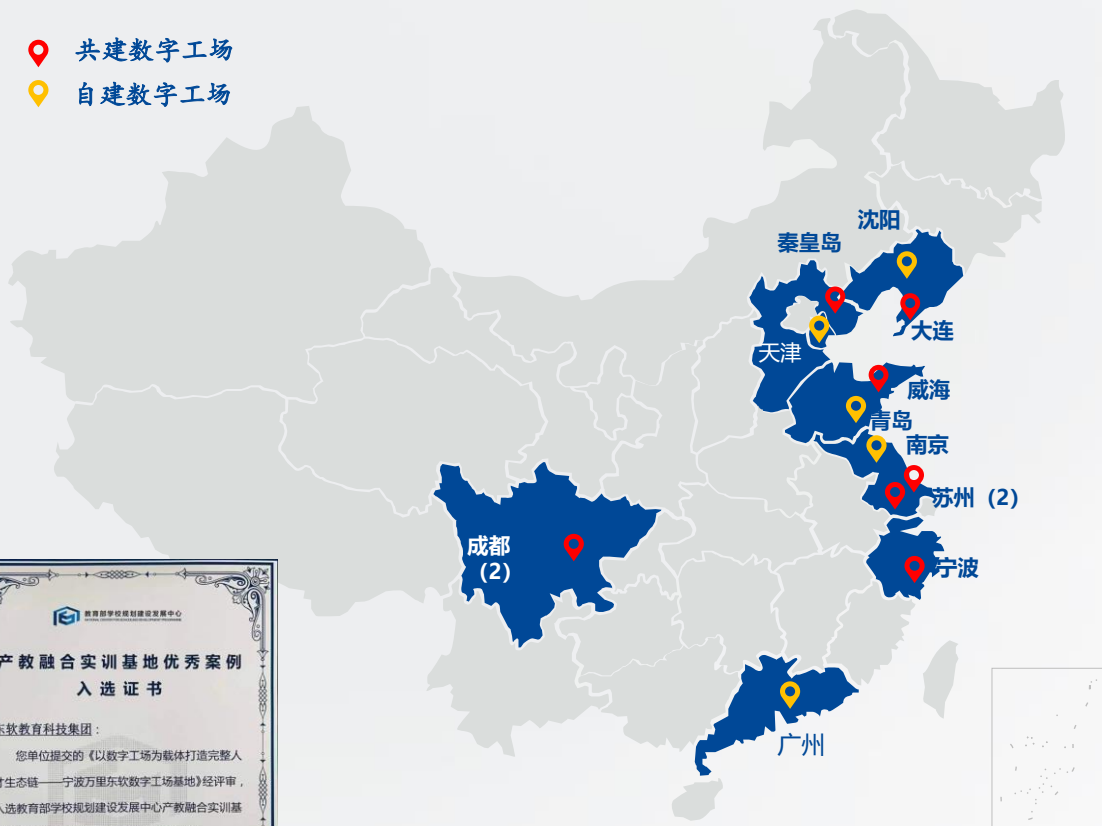 共建数字工场
自建数字工场
沈阳
秦皇岛
大连
天津
威海
青岛
南京
苏州（2）
成都
（2）
宁波
广州
教育部学校规划建设发展中心
产教融合实训基地优秀案例
入选证书
东软教育科技集团：
您单位提交的《以数字工场为载体打造完整人
才生态链——宁波万里东软数字工场基地》经评审，
入选教育部学校规划建设发展中心产教融合实训基